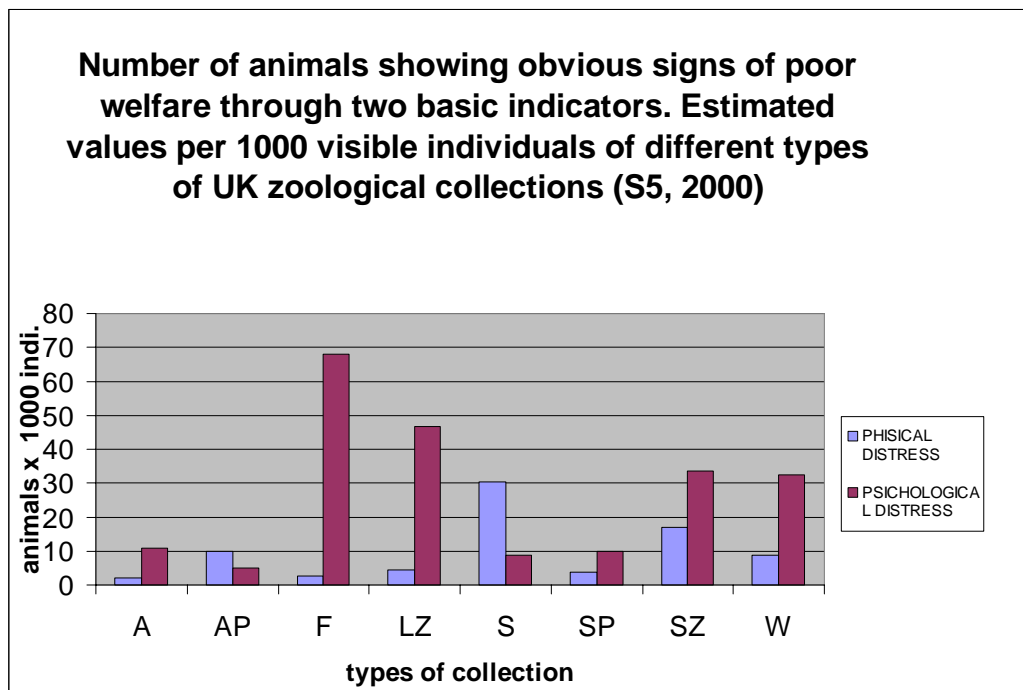 Number of animals showing obvious signs of poor
welfare through two basic indicators. Estimated
values per 1000 visible individuals of different types
of UK zoological collections (S5, 2000)
80
70
60
50
40
30
20
10
0
animals x 1000 indi.
A AP F LZ S SP SZ W
types of collection
PHISICAL
DISTRESS
PSICHOLOGICA
L DISTRESS